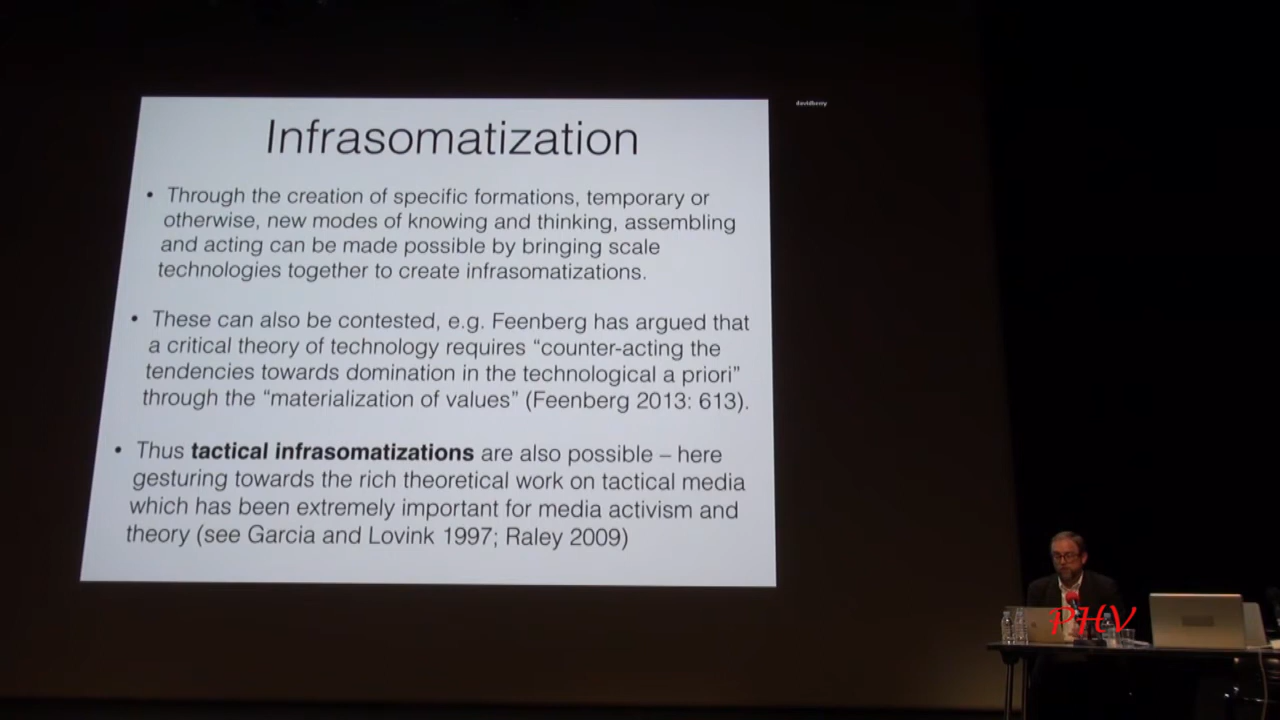 davidberry
Infrasomatization
• Through the creation of specific formations, temporary or
otherwise, new modes of knowing and thinking, assembling
and acting can be made possible by bringing scale
technologies together to create infrasomatizations.
• These can also be contested, e.g. Feenberg has argued that
a critical theory of technology requires “counter-acting the
tendencies towards domination in the technological a priori”
through the “materialization of values” (Feenberg 2013: 613).
• Thus tactical infrasomatizations are also possible – here
gesturing towards the rich theoretical work on tactical media
which has been extremely important for media activism and
theory (see Garcia and Lovink 1997; Raley 2009)
PHV